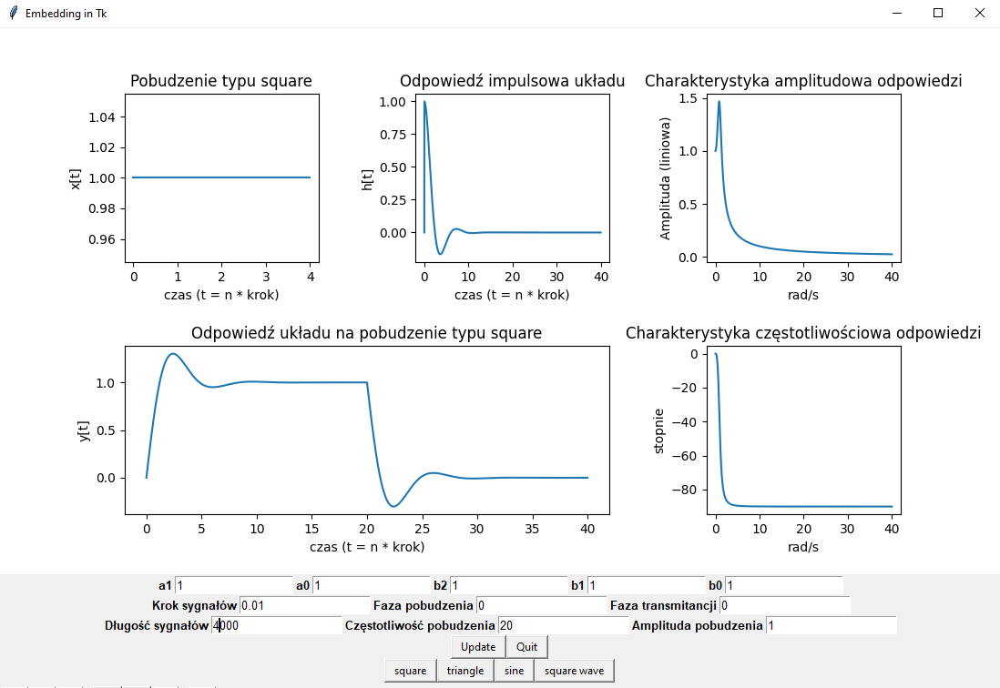 Embedding in Tk
Pobudzenie typu square
1.04
1.02
1.00
0.98
0.96
x[t]
0 1 2 3 4
czas (t = n * krok)
Odpowiedź impulsowa układu
1.00
0.75
0.50
0.25
0.00
h[t]
0 10 20 30 40
czas (t = n * krok)
Charakterystyka amplitudowa odpowiedzi
1.5
1.0
0.5
0.0
Amplituda (liniowa)
0 10 20 30 40
rad/s
Odpowiedź układu na pobudzenie typu square
1.0
0.5
0.0
y[t]
0 5 10 15 20 25 30 35 40
czas (t = n * krok)
Charakterystyka częstotliwościowa odpowiedzi
0
−20
−40
−60
−80
stopnie
0 10 20 30 40
rad/s
a1 1 a0 1 b2 1 b1 1 b0 1
Krok sygnałów 0.01 Faza pobudzenia 0 Faza transmitancji 0
Długość sygnałów 4000 Częstotliwość pobudzenia 20 Amplituda pobudzenia 1
Update Quit
square triangle sine square wave